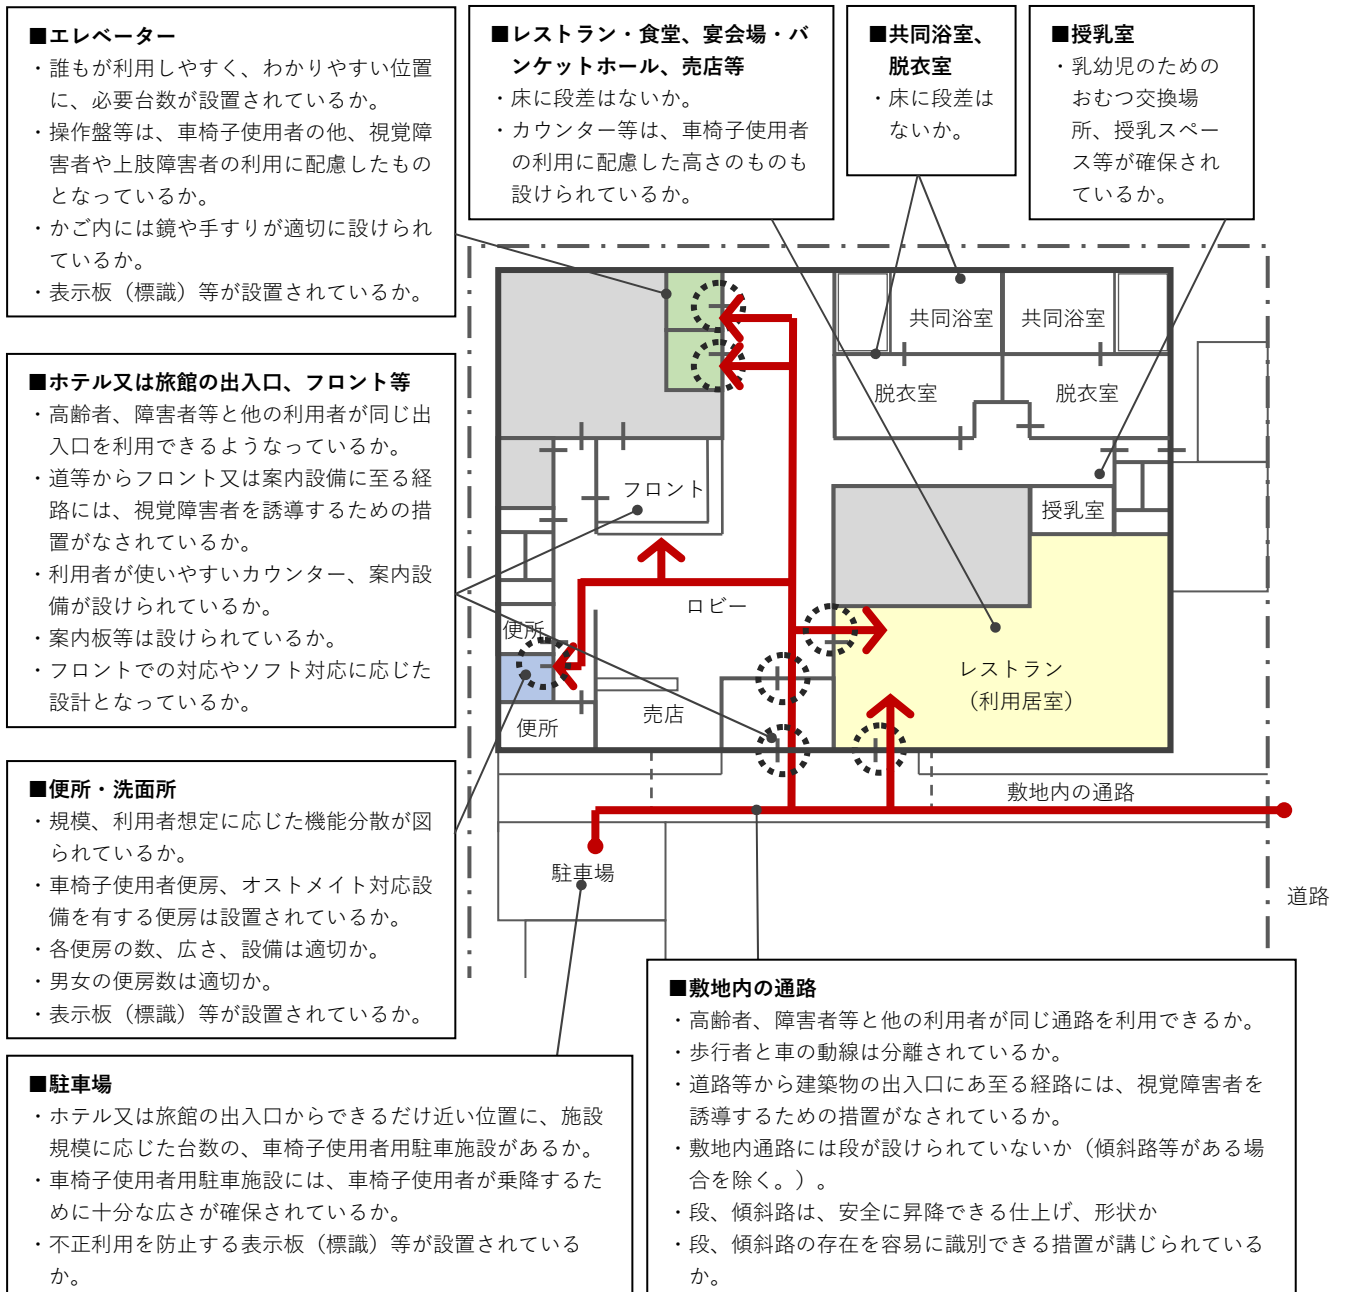 ■エレベーター
・誰もが利用しやすく、わかりやすい位置
に、必要台数が設置されているか。
・操作盤等は、車椅子使用者の他、視覚障
害者や上肢障害者の利用に配慮したもの
となっているか。
・かご内には鏡や手すりが適切に設けられ
ているか。
・表示板（標識）等が設置されているか。
■レストラン・食堂、宴会場・バ
ンケットホール、売店等
・床に段差はないか。
・カウンター等は、車椅子使用者
の利用に配慮した高さのものも
設けられているか。
■共同浴室、
脱衣室
・床に段差は
ないか。
■授乳室
・乳幼児のための
おむつ交換場
所、授乳スペー
ス等が確保され
ているか。
■ホテル又は旅館の出入口、フロント等
・高齢者、障害者等と他の利用者が同じ出
入口を利用できるようなっているか。
・道等からフロント又は案内設備に至る経
路には、視覚障害者を誘導するための措
置がなされているか。
・利用者が使いやすいカウンター、案内設
備が設けられているか。
・案内板等は設けられているか。
・フロントでの対応やソフト対応に応じた
設計となっているか。
共同浴室
共同浴室
脱衣室
脱衣室
フロント
授乳室
ロビー
便所
レストラン
（利用居室）
売店
便所
敷地内の通路
駐車場
道路
■便所・洗面所
・規模、利用者想定に応じた機能分散が図
られているか。
・車椅子使用者便房、オストメイト対応設
備を有する便房は設置されているか。
・各便房の数、広さ、設備は適切か。
・男女の便房数は適切か。
・表示板（標識）等が設置されているか。
■駐車場
・ホテル又は旅館の出入口からできるだけ近い位置に、施設
規模に応じた台数の、車椅子使用者用駐車施設があるか。
・車椅子使用者用駐車施設には、車椅子使用者が乗降するた
めに十分な広さが確保されているか。
・不正利用を防止する表示板（標識）等が設置されている
か。
■敷地内の通路
・高齢者、障害者等と他の利用者が同じ通路を利用できるか。
・歩行者と車の動線は分離されているか。
・道路等から建築物の出入口にあ至る経路には、視覚障害者を
誘導するための措置がなされているか。
・敷地内通路には段が設けられていないか（傾斜路等がある場
合を除く。）。
・段、傾斜路は、安全に昇降できる仕上げ、形状か
・段、傾斜路の存在を容易に識別できる措置が講じられている
か。